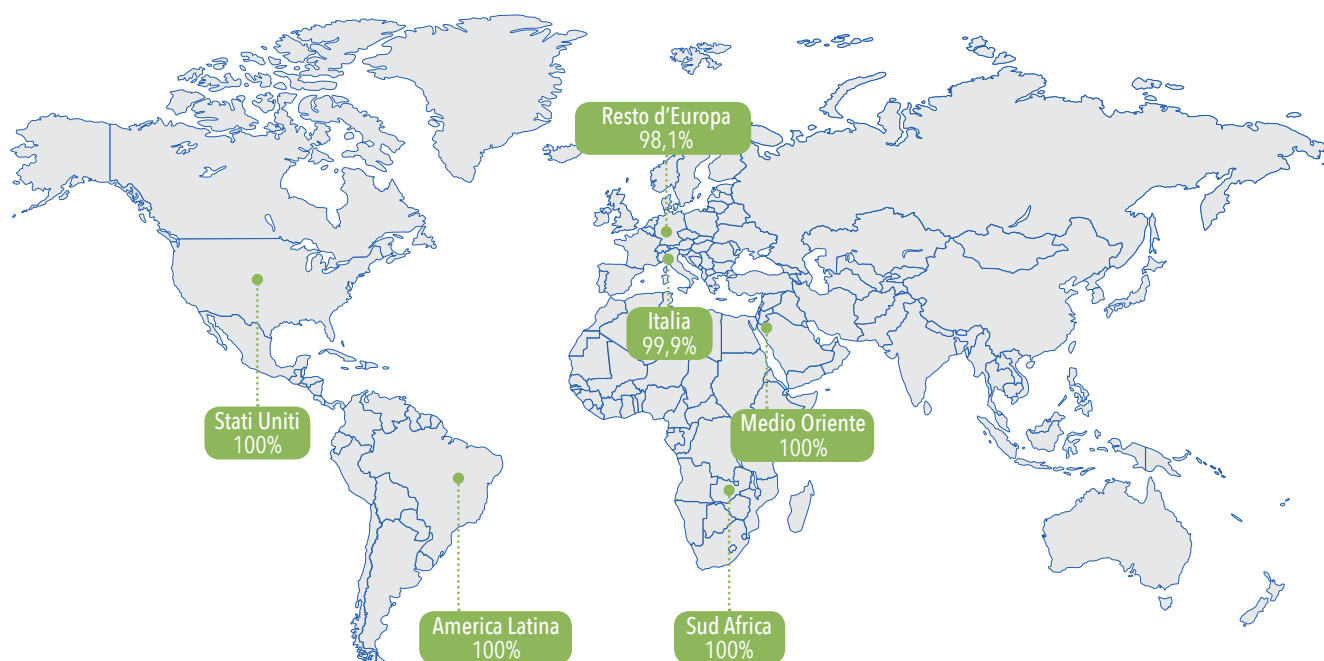 Resto d’Europa
98,1%
Italia
99,9%
Stati Uniti
100%
Medio Oriente
100%
America Latina
100%
Sud Africa
100%